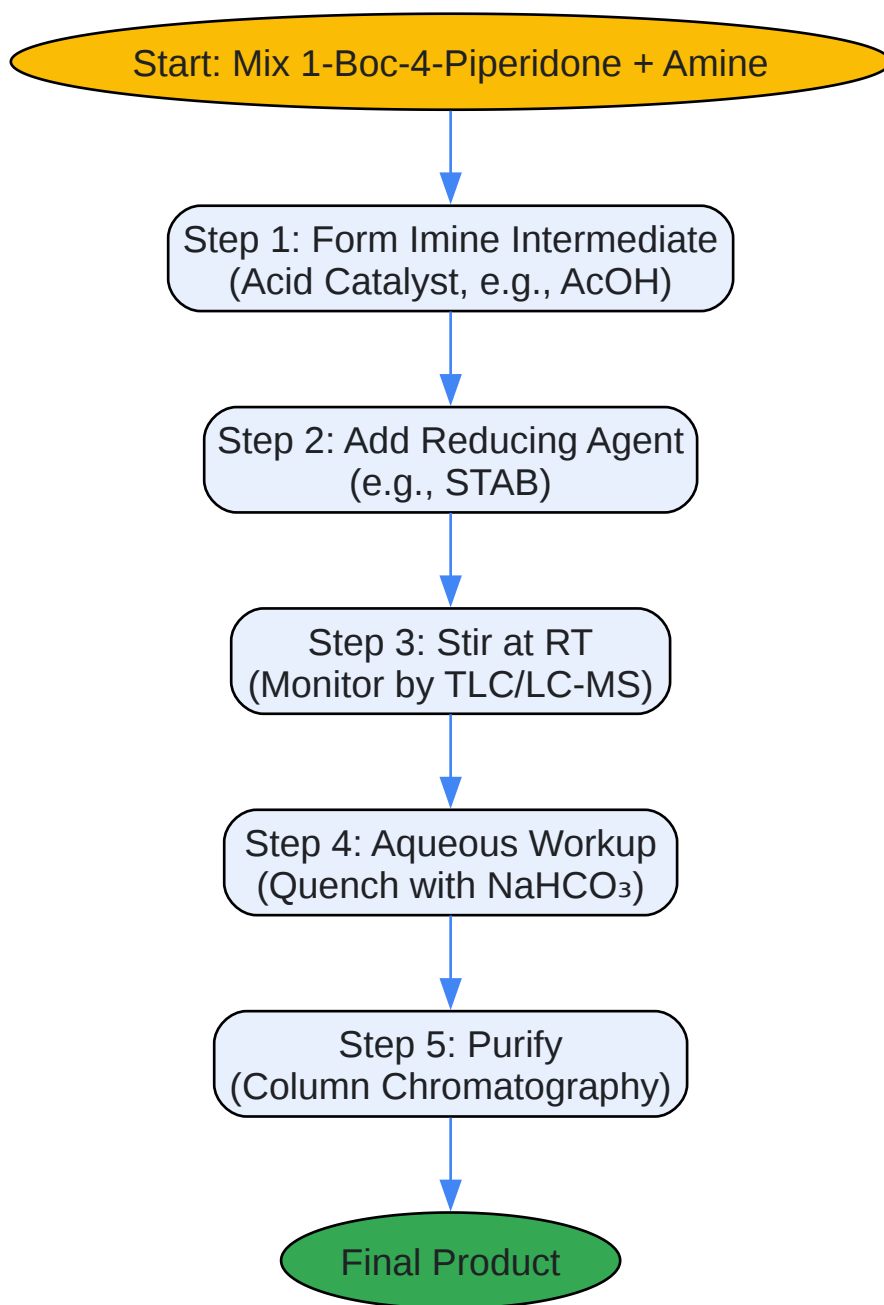 Start: Mix 1-Boc-4-Piperidone + Amine
Step 1: Form Imine Intermediate
(Acid Catalyst, e.g., AcOH)
Step 2: Add Reducing Agent
(e.g., STAB)
Step 3: Stir at RT
(Monitor by TLC/LC-MS)
Step 4: Aqueous Workup
(Quench with NaHCO₃)
Step 5: Purify
(Column Chromatography)
Final Product